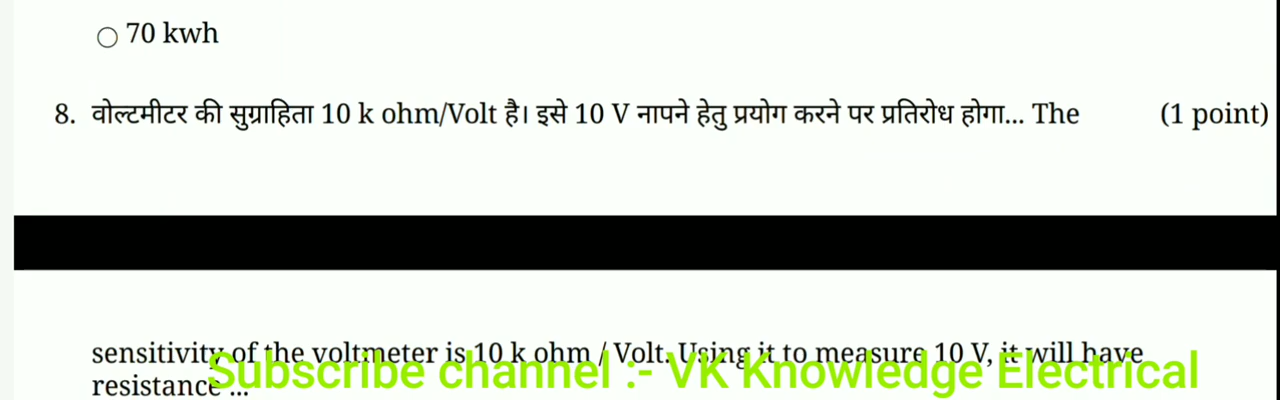 70 kwh
8. वोल्टमीटर की सुग्राहिता 10 k ohm/Volt है। इसे 10 V नापने हेतु प्रयोग करने पर प्रतिरोध होगा... The (1 point)
sensitivity of the voltmeter is 10 k ohm / Volt. Using it to measure 10 V, it will have
resistance ...
Subscribe channel :- VK Knowledge Electrical